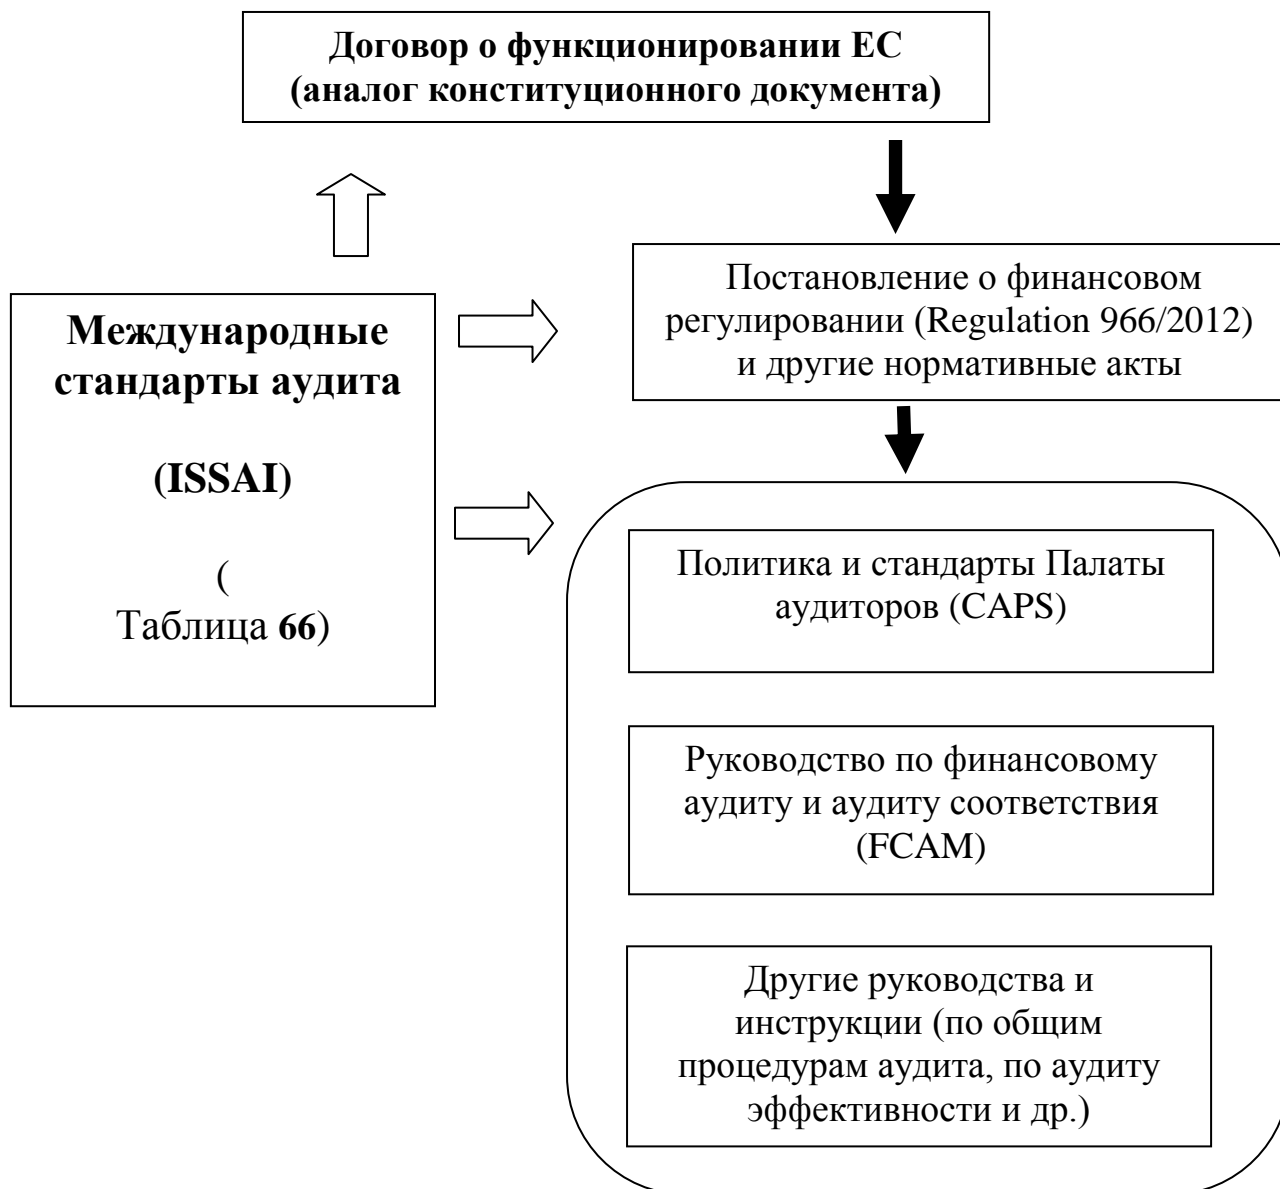 Договор о функционировании ЕС
(аналог конституционного документа)
Постановление о финансовом
регулировании (Regulation 966/2012)
и другие нормативные акты
Международные
стандарты аудита
(ISSAI)
(
Таблица 66)
Политика и стандарты Палаты
аудиторов (CAPS)
Руководство по финансовому
аудиту и аудиту соответствия
(FCAM)
Другие руководства и
инструкции (по общим
процедурам аудита, по аудиту
эффективности и др.)